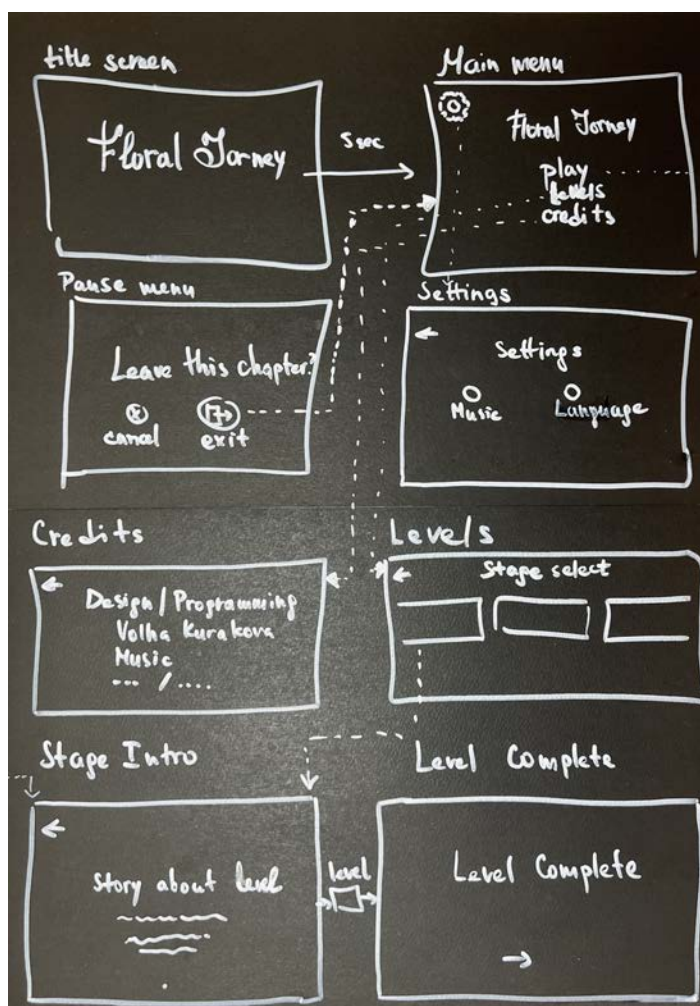 title screen
Floral Jorney
5sec
Main menu
Floral Jorney
play
levels
credits
Pause menu
Leave this chapter?
cancel
exit
Settings
Settings
Music
Language
Credits
Design/Programming
Volha Kurakova
Music
Levels
Stage select
Stage Intro
Story about level
level
Level Complete
Level Complete